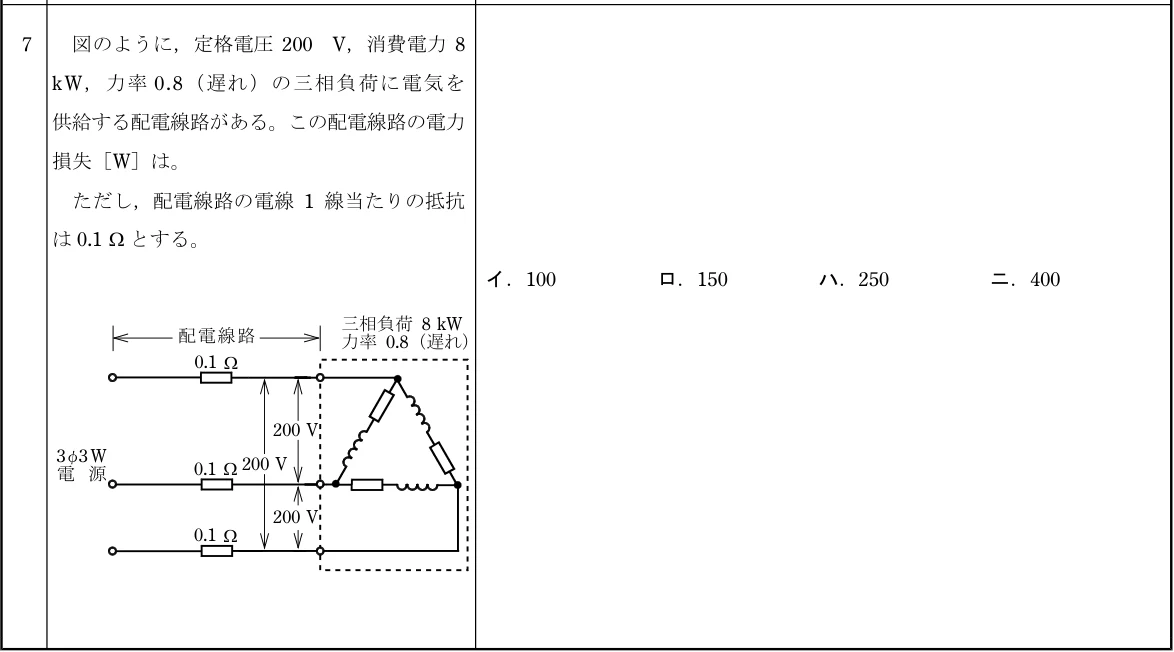 7
図のように，定格電圧 200 V，消費電力 8
kW，力率 0.8（遅れ）の三相負荷に電気を
供給する配電線路がある。この配電線路の電力
損失［W］は。
ただし，配電線路の電線 1 線当たりの抵抗
は 0.1 Ω とする。
イ．100 ロ．150 ハ．250 ニ．400
配電線路
三相負荷 8 kW
力率 0.8（遅れ）
0.1 Ω
200 V
3φ3W
電 源
0.1 Ω
200 V
200 V
0.1 Ω